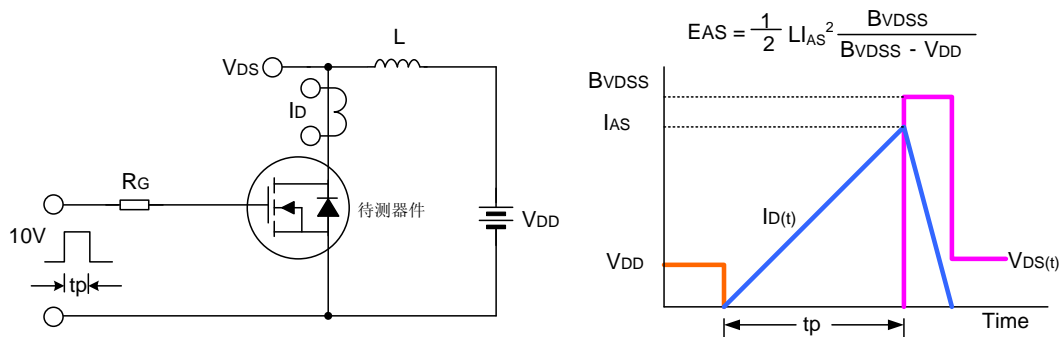 VDS
L
ID
RG
10V
tp
待测器件
VDD
EAS = 1/2 LIAS² BVDSS / (BVDSS - VDD)
BVDSS
IAS
ID(t)
VDD
VDS(t)
tp
Time